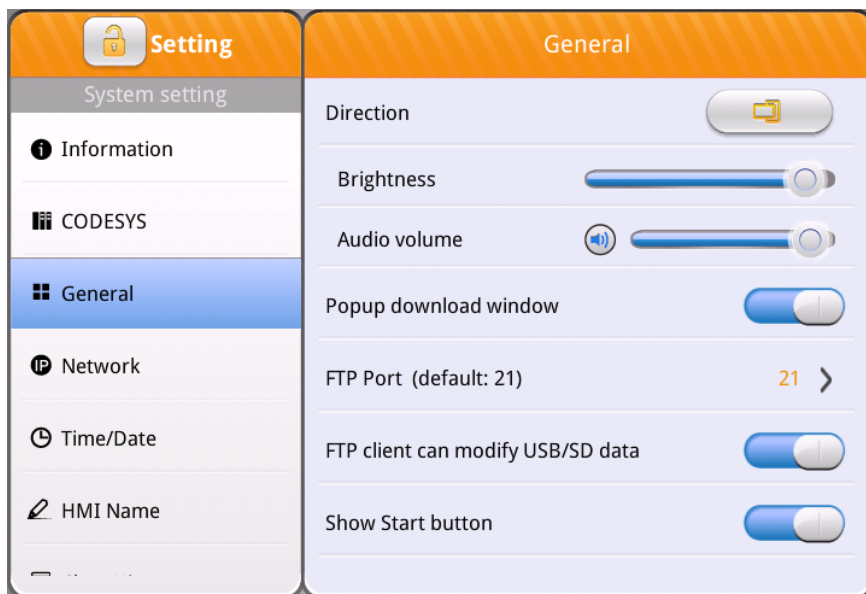 Setting
System setting
Information
CODESYS
General
Network
Time/Date
HMI Name
General
Direction
Brightness
Audio volume
Popup download window
FTP Port (default: 21) 21
FTP client can modify USB/SD data
Show Start button